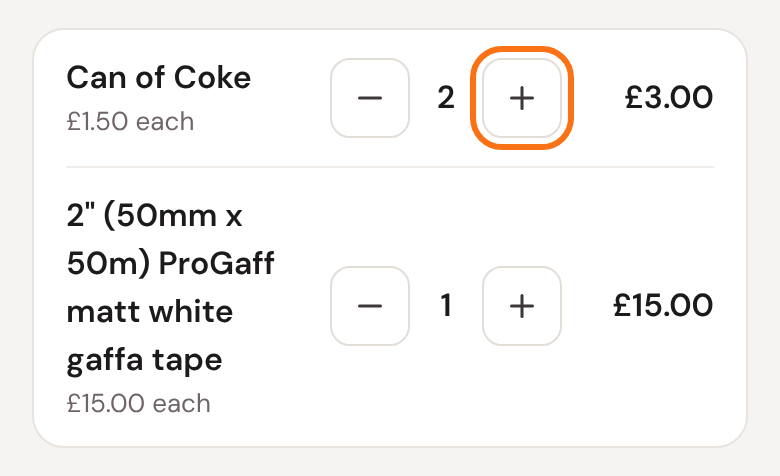 Can of Coke
£1.50 each
− 2 + £3.00
2" (50mm x
50m) ProGaff
matt white
gaffa tape
£15.00 each
− 1 + £15.00